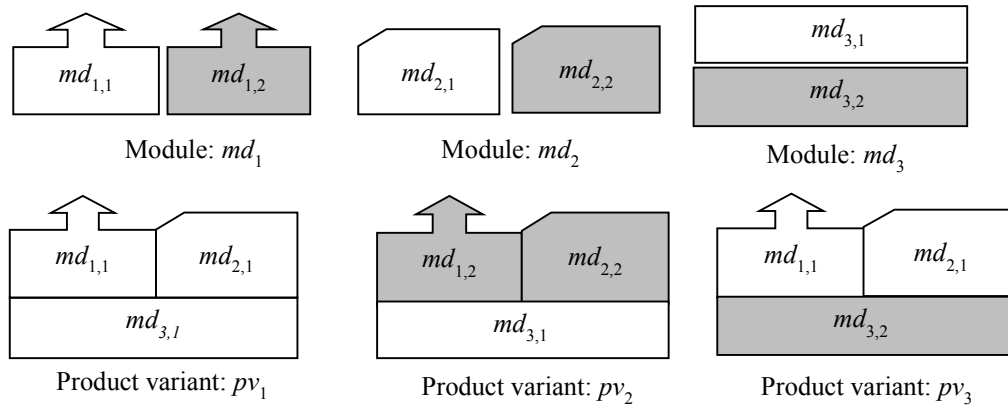 md1,1 md1,2 md2,1 md2,2 md3,1
md3,2
Module: md1 Module: md2 Module: md3
md1,1 md2,1 md1,2 md2,2 md1,1 md2,1
md3,1 md3,1 md3,2
Product variant: pv1 Product variant: pv2 Product variant: pv3